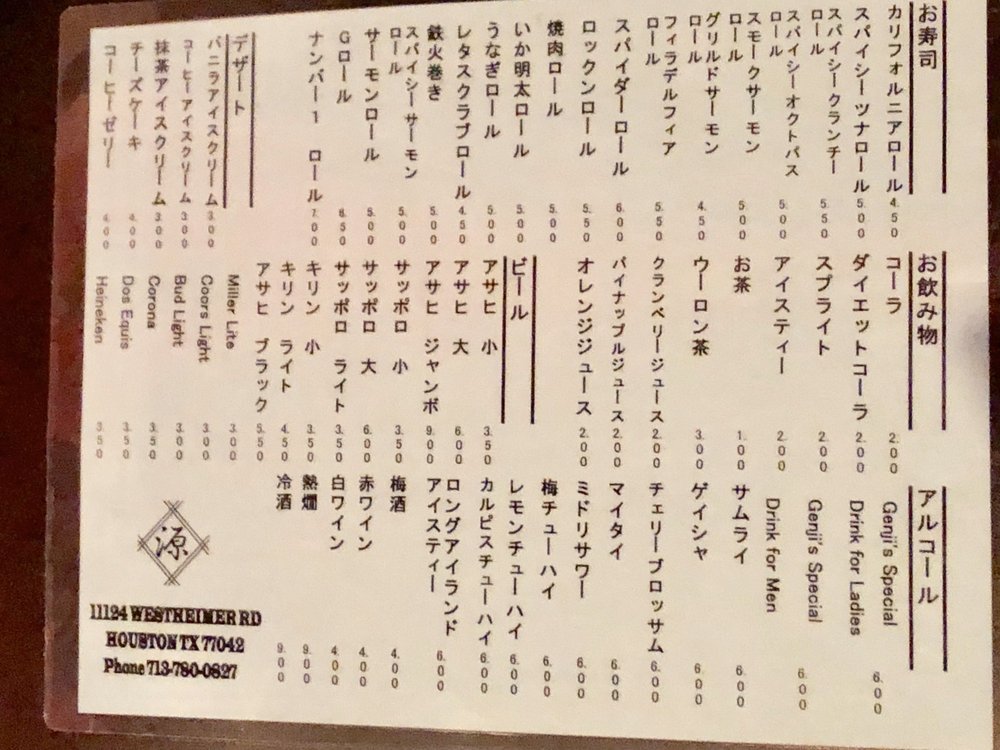 お寿司
カリフォルニアロール 4.50
スパイシーツナロール 5.00
スパイシークランチー
ロール 5.50
スパイシーオクトパス
ロール 5.00
スモークサーモン
ロール 5.00
グリルドサーモン
ロール 4.50
フィラデルフィア
ロール 5.50
スパイダーロール 6.00
ロックンロール 5.50
焼肉ロール 5.00
いか明太ロール 5.00
うなぎロール 5.00
レタスクラブロール 4.50
鉄火巻き 5.00
スパイシーサーモン
ロール 5.00
サーモンロール 5.00
Gロール 6.50
ナンバー1 ロール 7.00
デザート
バニラアイスクリーム 3.00
コーヒーアイスクリーム 3.00
抹茶アイスクリーム 3.00
チーズケーキ 4.00
コーヒーゼリー 4.00
お飲み物
コーラ 2.00
ダイエットコーラ 2.00
スプライト 2.00
アイスティー 2.00
お茶 1.00
ウーロン茶 3.00
クランベリージュース 2.00
パイナップルジュース 2.00
オレンジジュース 2.00
ビール
アサヒ 小 3.50
アサヒ 大 6.00
アサヒ ジャンボ 9.00
サッポロ 小 3.50
サッポロ 大 6.00
サッポロ ライト 3.50
キリン 小 3.50
キリン ライト 4.50
アサヒ ブラック 5.50
Miller Lite 3.00
Coors Light 3.00
Bud Light 3.00
Corona 3.50
Dos Equis 3.50
Heineken 3.50
アルコール
Genji's Special
Drink for Ladies 6.00
Genji's Special
Drink for Men 6.00
サムライ 6.00
ゲイシャ 6.00
チェリーブロッサム 6.00
マイタイ 6.00
ミドリサワー 6.00
梅チューハイ 6.00
レモンチューハイ 6.00
カルピスチューハイ 6.00
ロングアイランド
アイスティー 6.00
梅酒 4.00
赤ワイン 4.00
白ワイン 4.00
熱燗 9.00
冷酒 9.00
源
11124 WESTHEIMER RD
HOUSTON TX 77042
Phone 713-780-0827